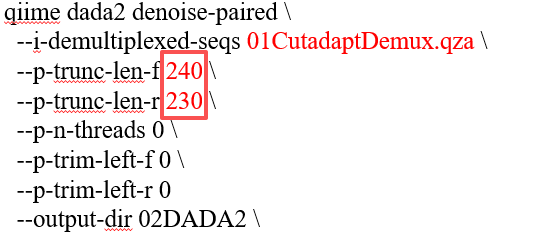 qiime dada2 denoise-paired \
--i-demultiplexed-seqs 01CutadaptDemux.qza \
--p-trunc-len-f 240 \
--p-trunc-len-r 230 \
--p-n-threads 0 \
--p-trim-left-f 0 \
--p-trim-left-r 0
--output-dir 02DADA2 \